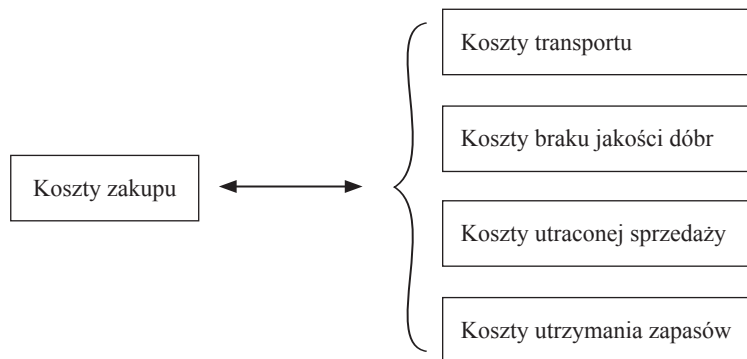 Koszty transportu
Koszty braku jakości dóbr
Koszty zakupu
Koszty utraconej sprzedaży
Koszty utrzymania zapasów